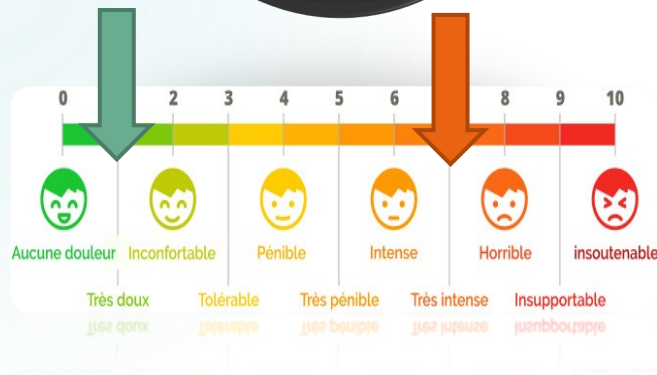 0 2 3 4 5 6 8 9 10
Aucune douleur Inconfortable Pénible Intense Horrible insoutenable
Très doux Tolérable Très pénible Très intense Insupportable